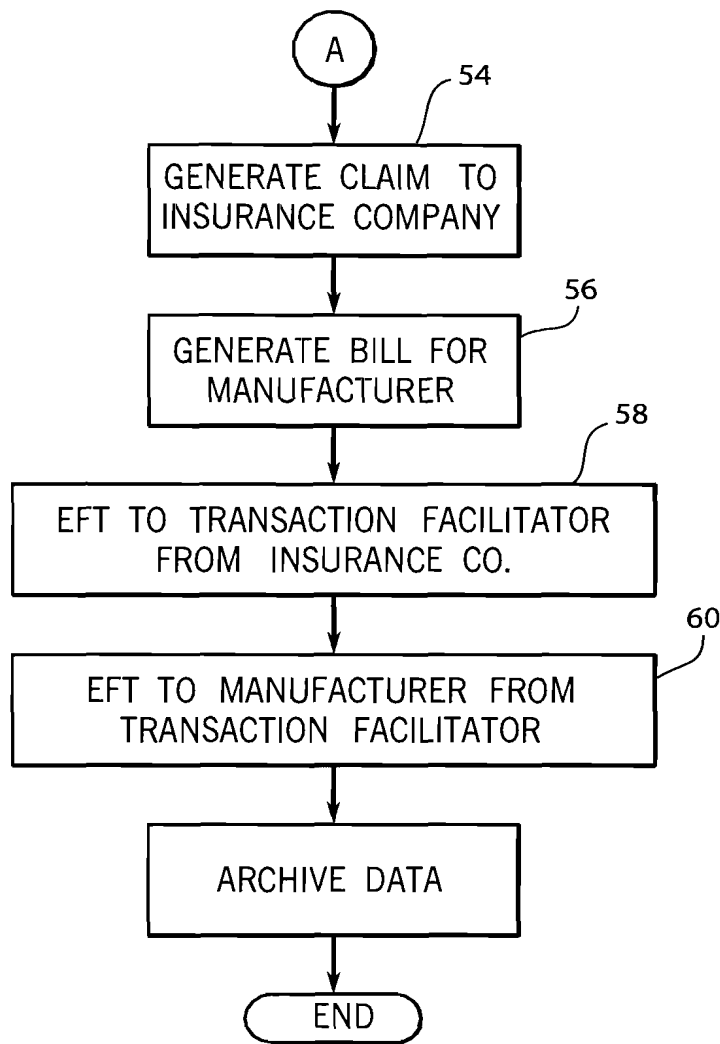 A
54
GENERATE CLAIM TO
INSURANCE COMPANY
56
GENERATE BILL FOR
MANUFACTURER
58
EFT TO TRANSACTION FACILITATOR
FROM INSURANCE CO.
60
EFT TO MANUFACTURER FROM
TRANSACTION FACILITATOR
ARCHIVE DATA
END